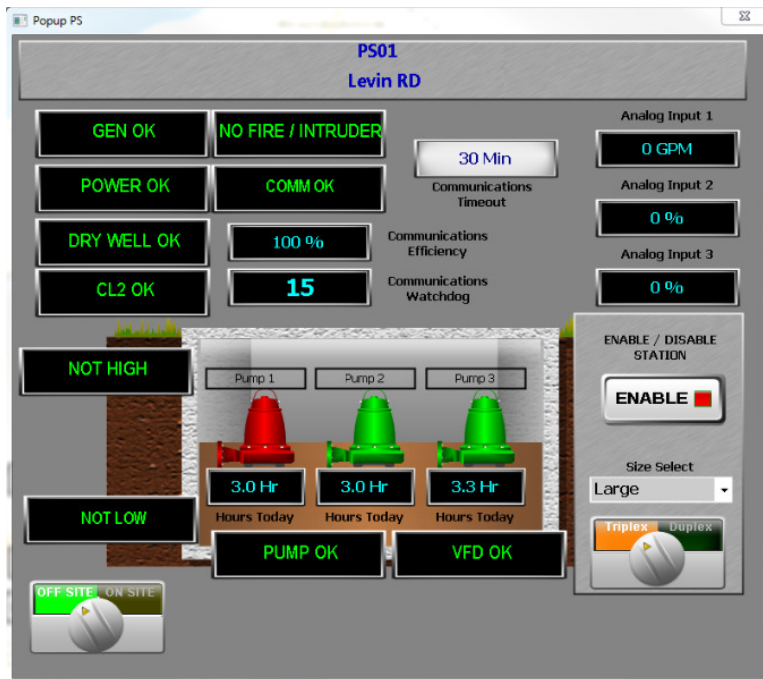 Popup PS
PS01
Levin RD
GEN OK
NO FIRE / INTRUDER
POWER OK
COMM OK
DRY WELL OK
CL2 OK
100 %
Communications
Efficiency
15
Communications
Watchdog
30 Min
Communications
Timeout
Analog Input 1
0 GPM
Analog Input 2
0 %
Analog Input 3
0 %
NOT HIGH
NOT LOW
Pump 1
Pump 2
Pump 3
3.0 Hr
3.0 Hr
3.3 Hr
Hours Today
Hours Today
Hours Today
PUMP OK
VFD OK
ENABLE / DISABLE
STATION
ENABLE
Size Select
Large
Triplex
Duplex
OFF SITE
ON SITE